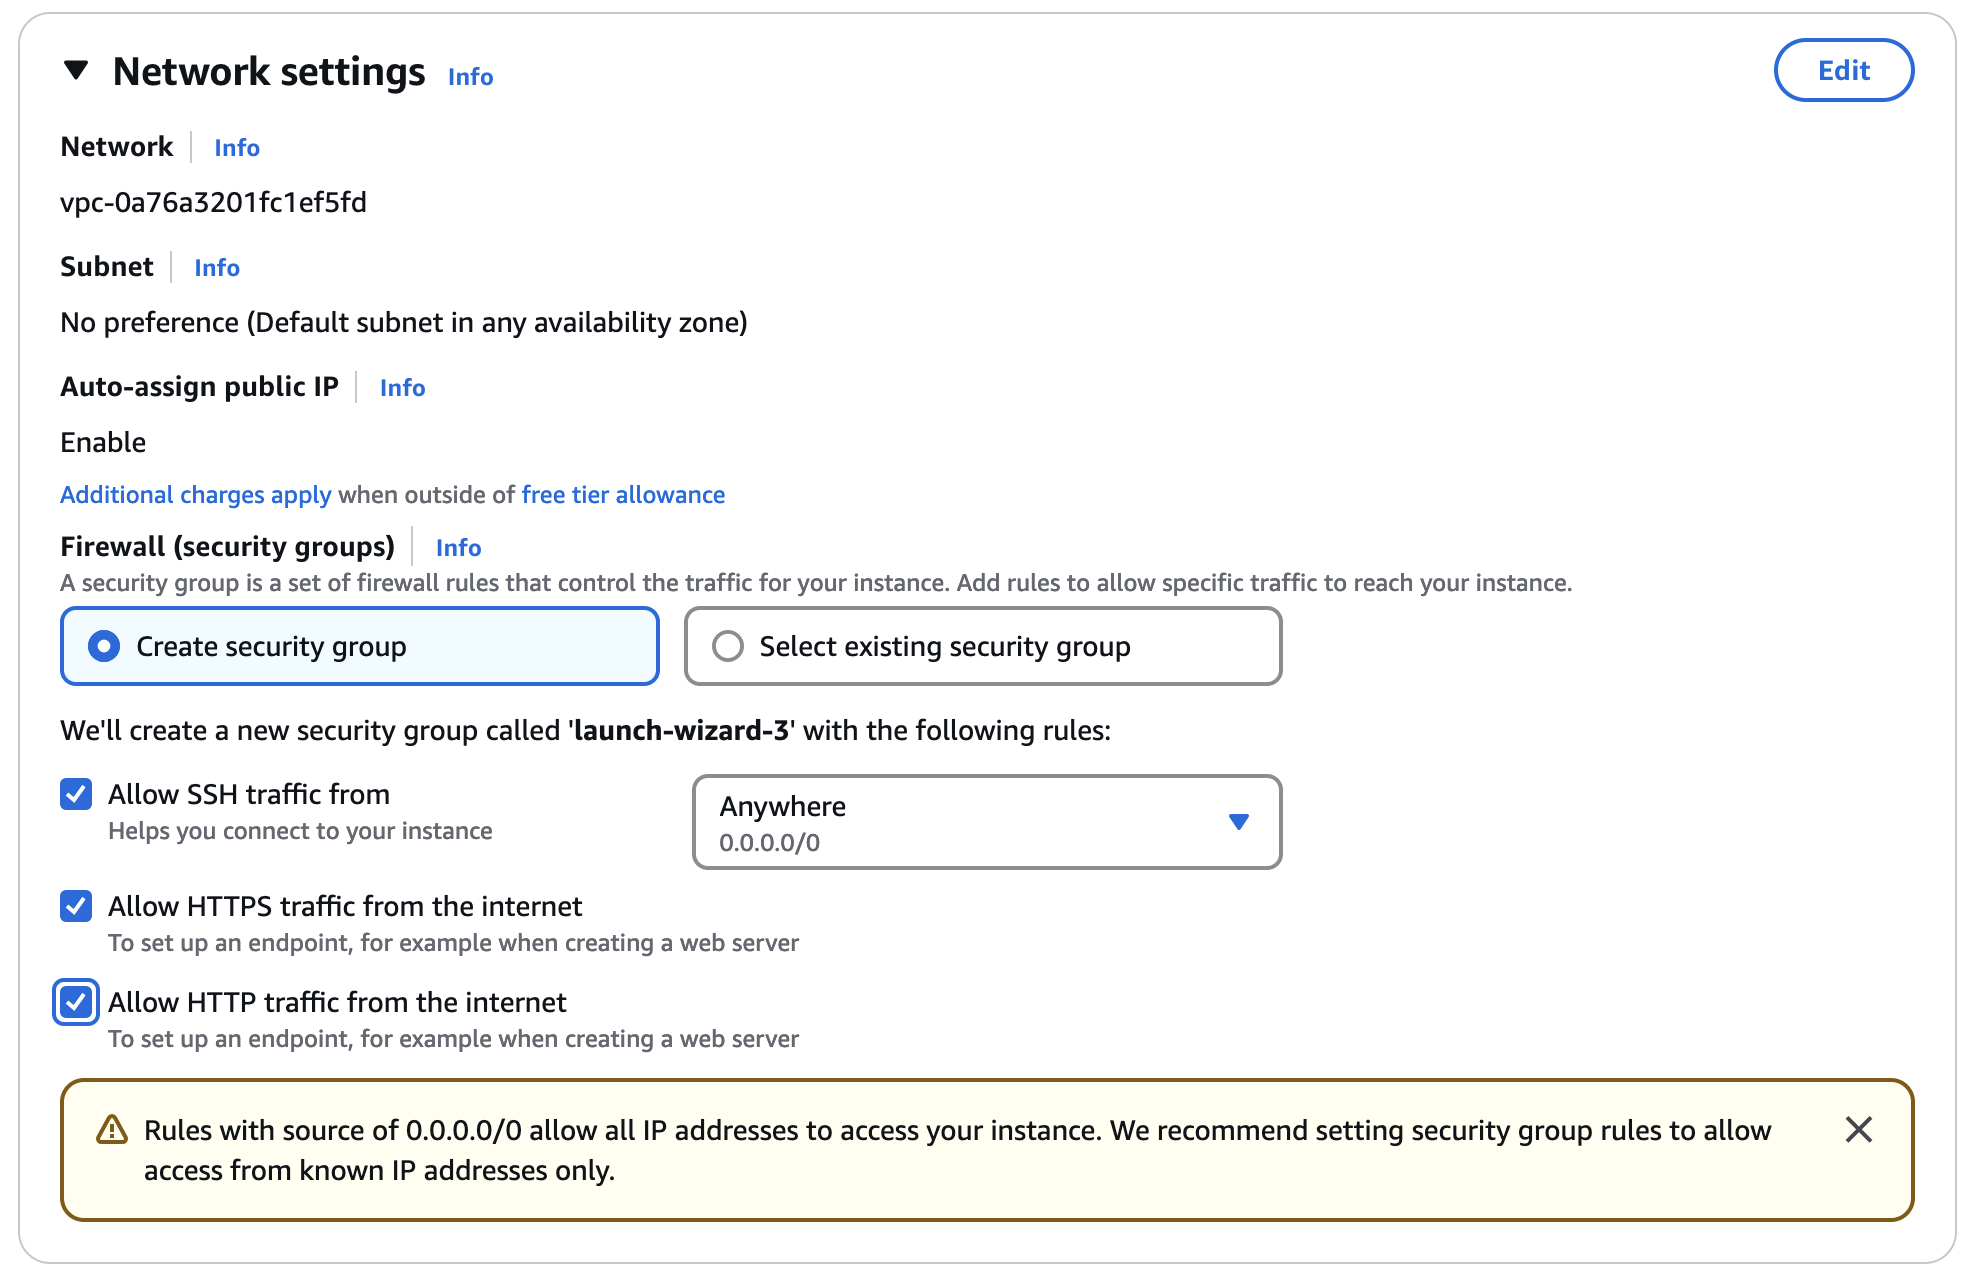 Network settings Info
Edit
Network Info
vpc-0a76a3201fc1ef5fd
Subnet Info
No preference (Default subnet in any availability zone)
Auto-assign public IP Info
Enable
Additional charges apply when outside of free tier allowance
Firewall (security groups) Info
A security group is a set of firewall rules that control the traffic for your instance. Add rules to allow specific traffic to reach your instance.
Create security group
Select existing security group
We'll create a new security group called 'launch-wizard-3' with the following rules:
Allow SSH traffic from
Helps you connect to your instance
Anywhere
0.0.0.0/0
Allow HTTPS traffic from the internet
To set up an endpoint, for example when creating a web server
Allow HTTP traffic from the internet
To set up an endpoint, for example when creating a web server
Rules with source of 0.0.0.0/0 allow all IP addresses to access your instance. We recommend setting security group rules to allow
access from known IP addresses only.